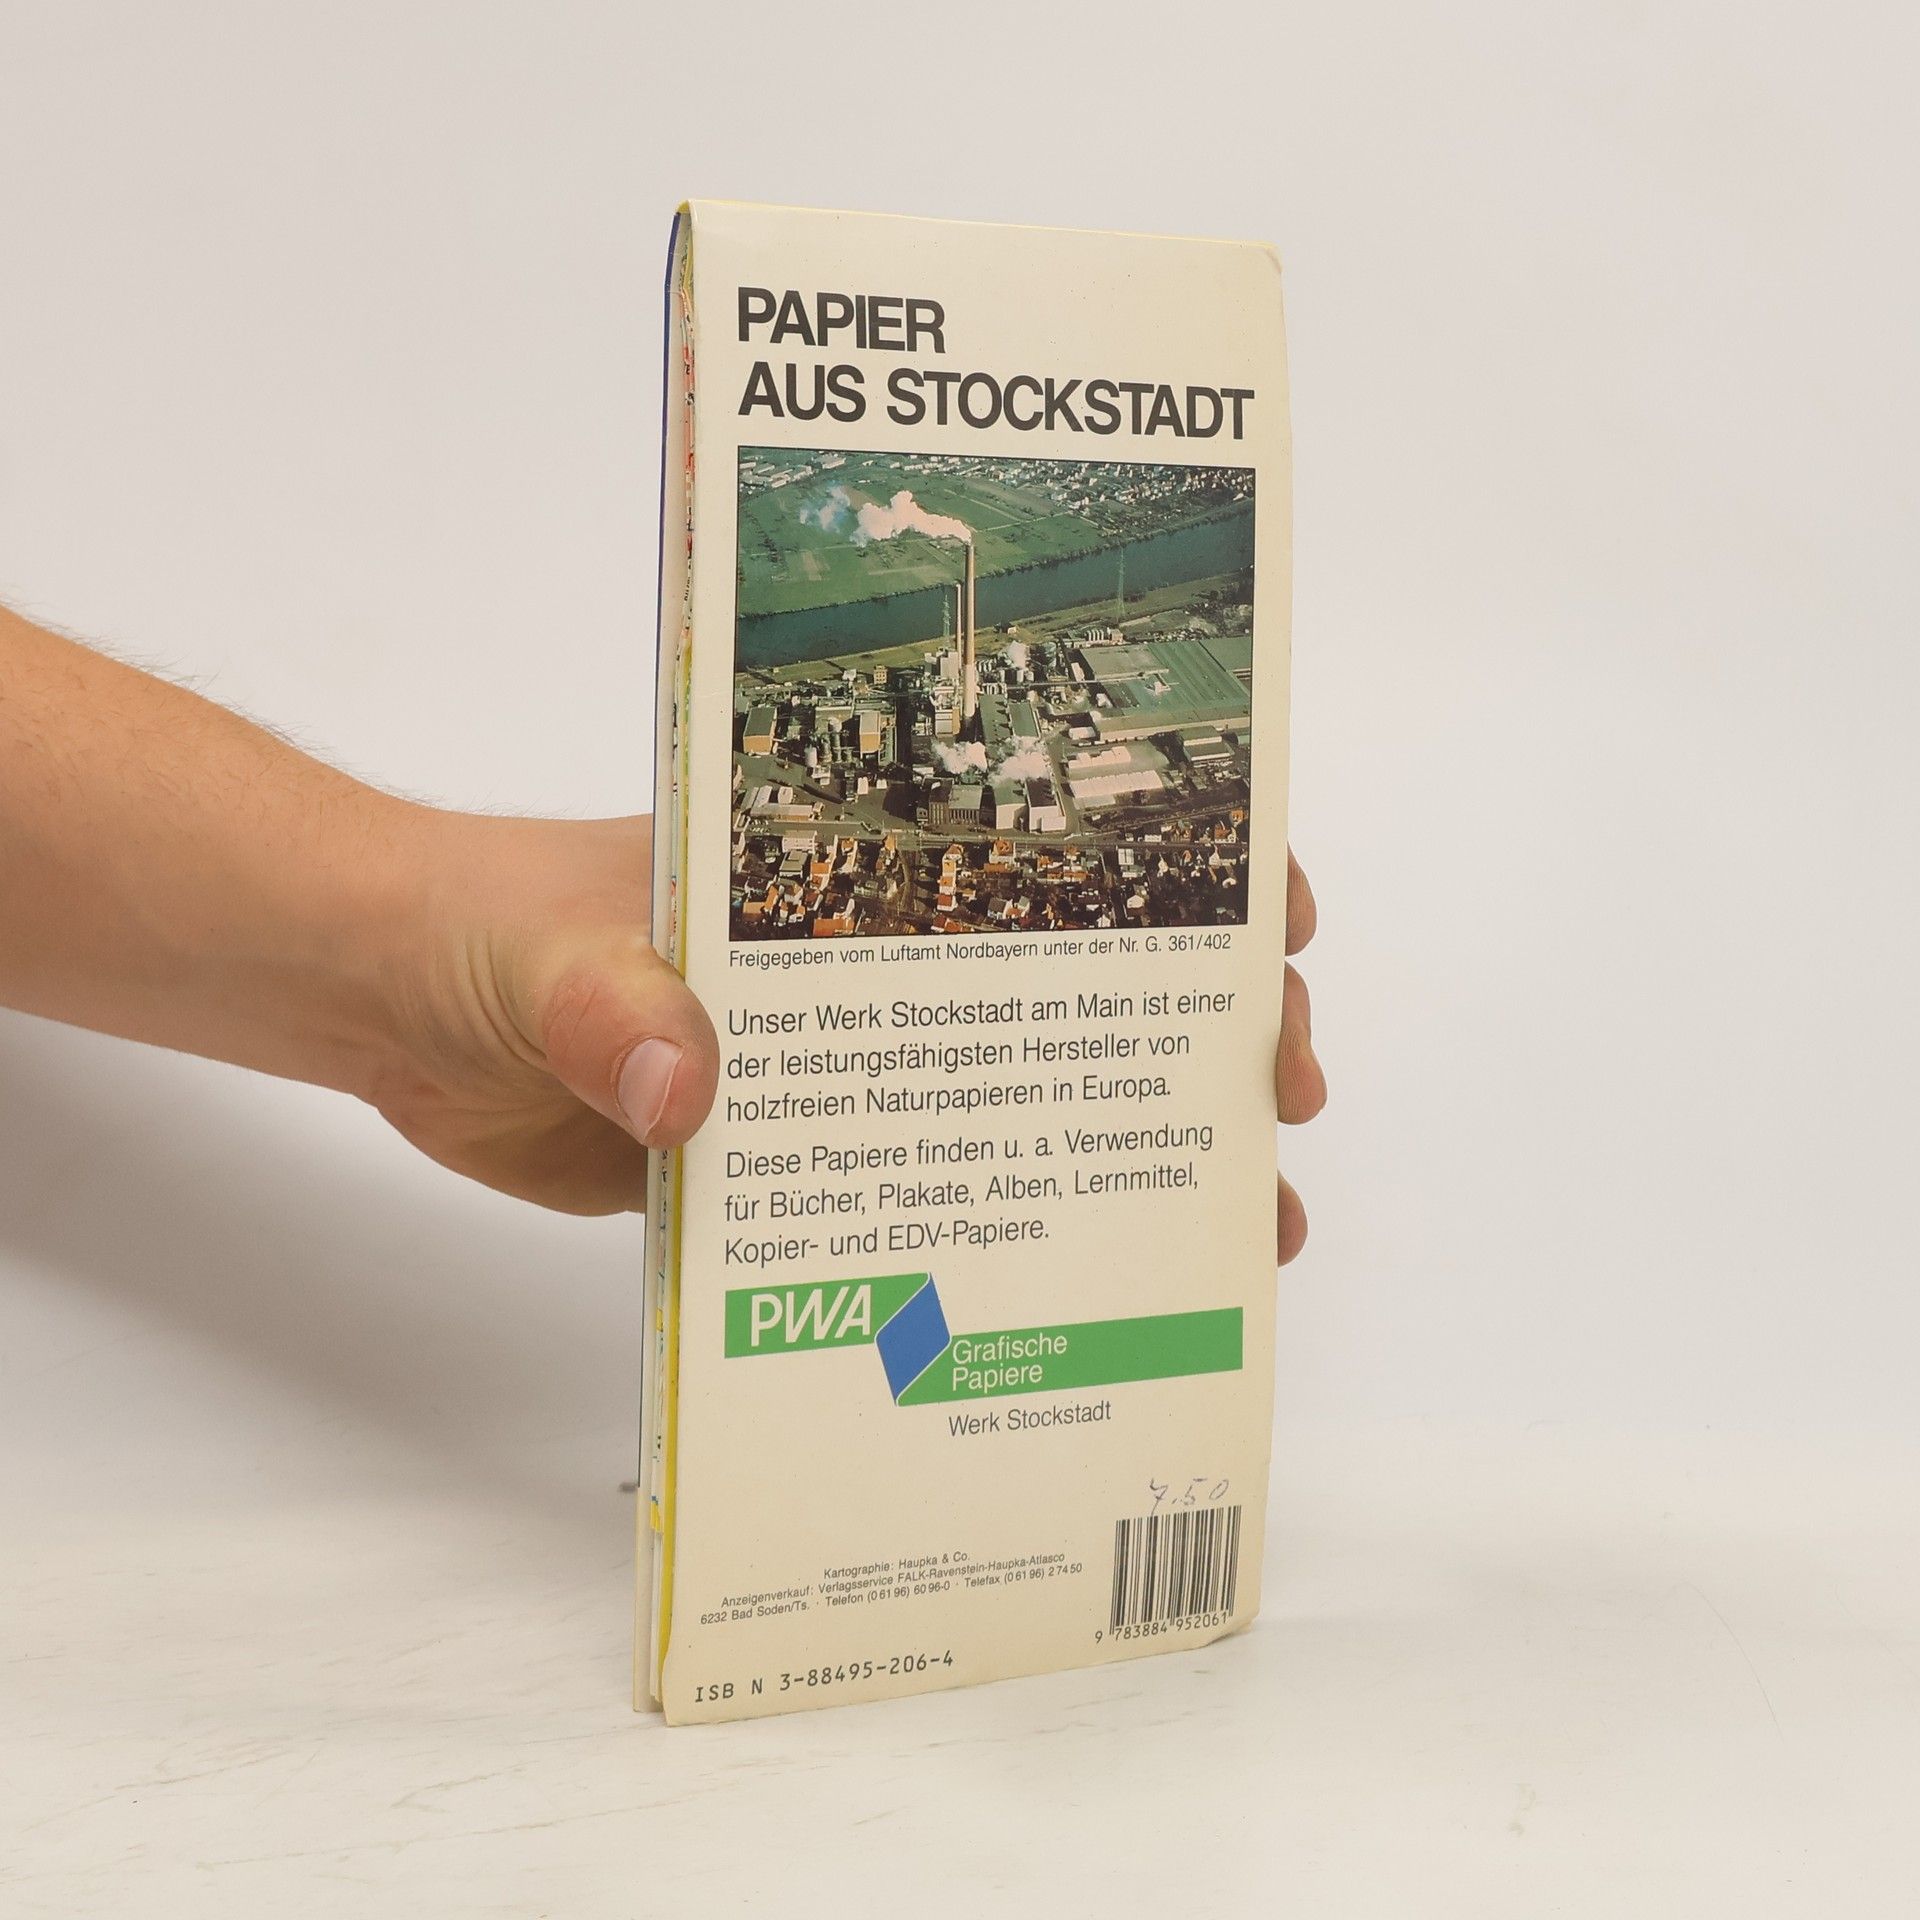 PAPIER
AUS STOCKSTADT
Freigegeben vom Luftamt Nordbayern unter der Nr. G. 361/402
Unser Werk Stockstadt am Main ist einer
der leistungsfähigsten Hersteller von
holzfreien Naturpapieren in Europa.
Diese Papiere finden u. a. Verwendung
für Bücher, Plakate, Alben, Lernmittel,
Kopier- und EDV-Papiere.
PWA
Grafische
Papiere
Werk Stockstadt
7.50
Kartographie: Haupka & Co.
Anzeigenverkauf: Verlagsservice FALK-Ravenstein-Haupka-Atlasco
6232 Bad Soden/Ts. · Telefon (0 61 96) 60 96-0 · Telefax (0 61 96) 2 74 50
9 783884 952061
ISB N 3-88495-206-4